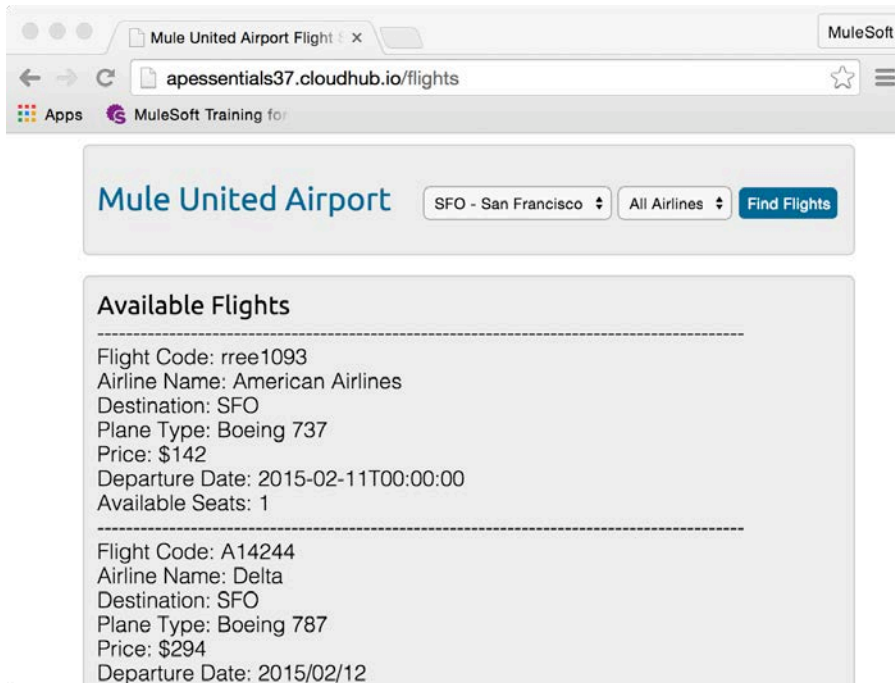 Mule United Airport Flight S
MuleSoft
apessentials37.cloudhub.io/flights
Apps MuleSoft Training for
Mule United Airport
SFO - San Francisco All Airlines Find Flights
Available Flights
------------------------------------------------------------------------------------------
Flight Code: rree1093
Airline Name: American Airlines
Destination: SFO
Plane Type: Boeing 737
Price: $142
Departure Date: 2015-02-11T00:00:00
Available Seats: 1
------------------------------------------------------------------------------------------
Flight Code: A14244
Airline Name: Delta
Destination: SFO
Plane Type: Boeing 787
Price: $294
Departure Date: 2015/02/12